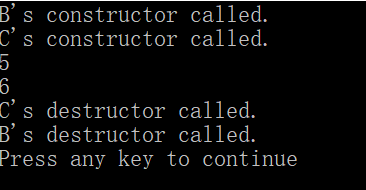 B's constructor called.
C's constructor called.
5
6
C's destructor called.
B's destructor called.
Press any key to continue